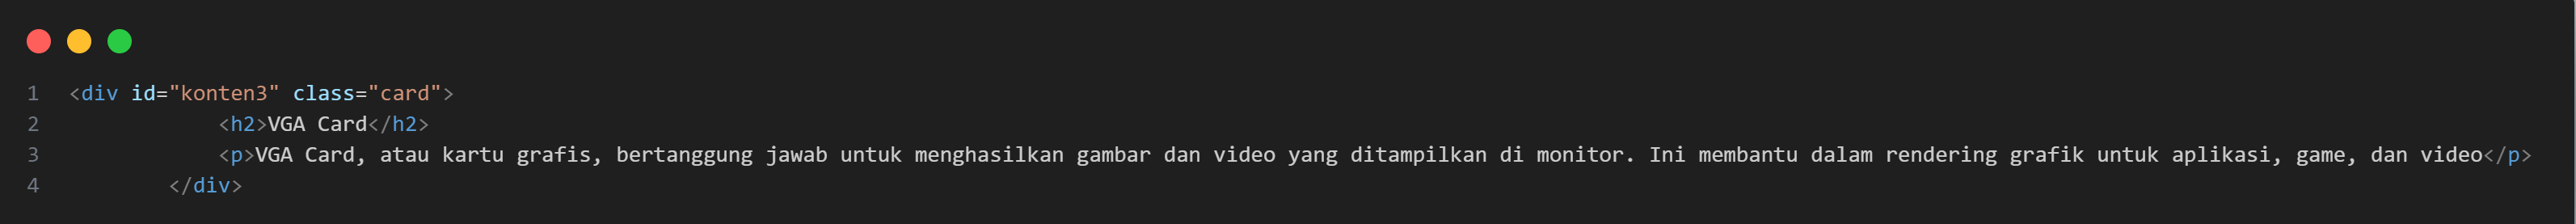 1 <div id="konten3" class="card">
2             <h2>VGA Card</h2>
3             <p>VGA Card, atau kartu grafis, bertanggung jawab untuk menghasilkan gambar dan video yang ditampilkan di monitor. Ini membantu dalam rendering grafik untuk aplikasi, game, dan video</p>
4         </div>